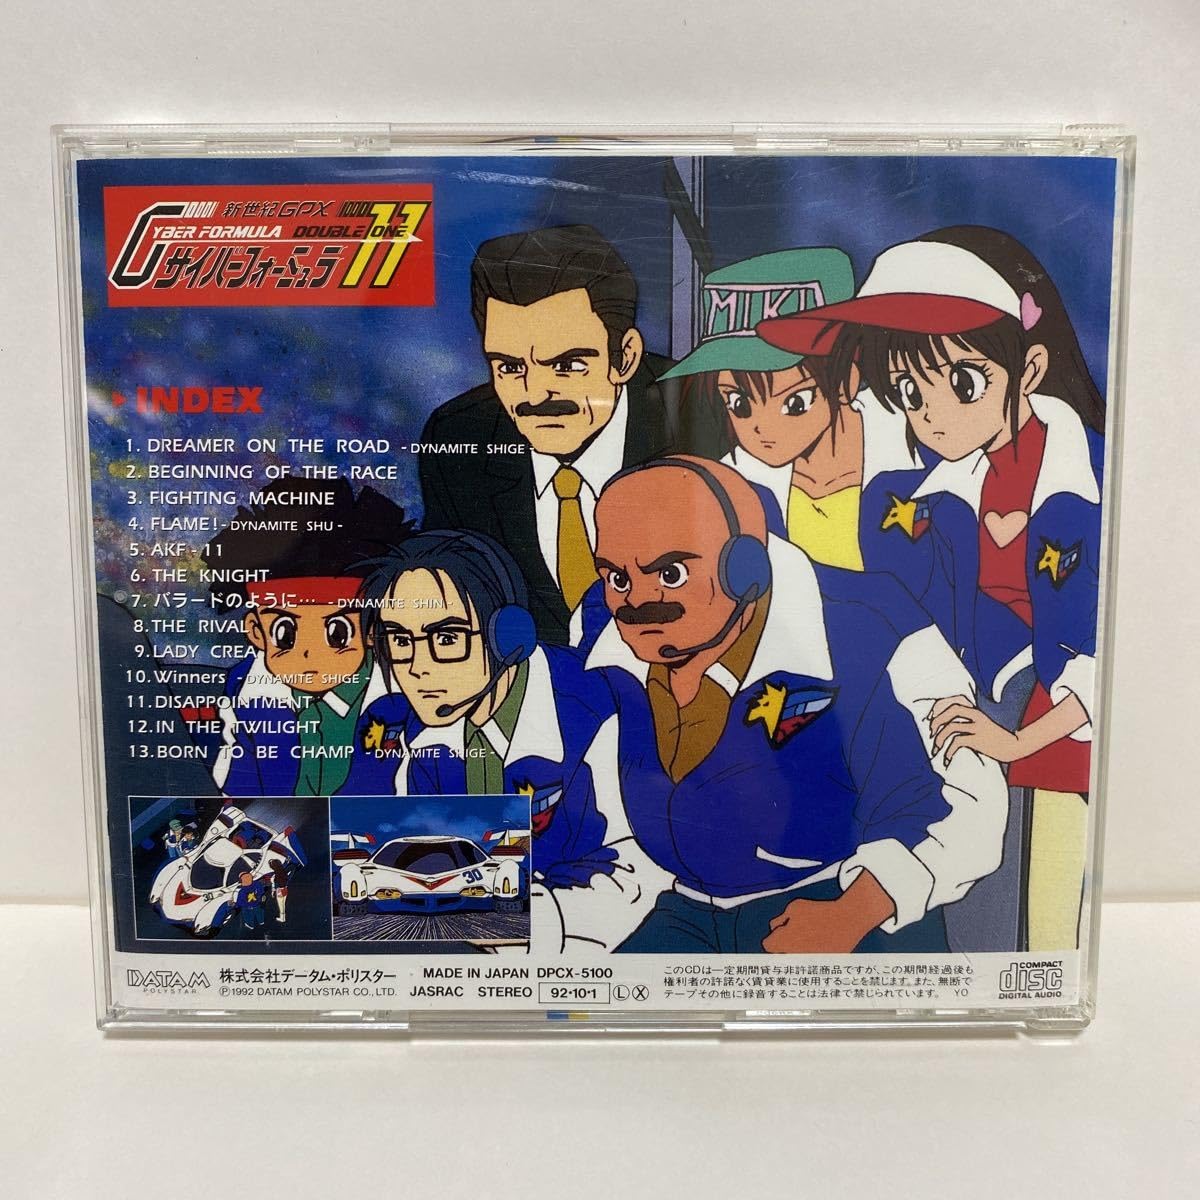 新世紀GPX
CYBER FORMULA DOUBLE ONE
サイバーフォーミュラ 11
MIKI
INDEX
1. DREAMER ON THE ROAD - DYNAMITE SHIGE -
2. BEGINNING OF THE RACE
3. FIGHTING MACHINE
4. FLAME! - DYNAMITE SHU -
5. AKF - 11
6. THE KNIGHT
7. バラードのように… - DYNAMITE SHIN -
8. THE RIVAL
9. LADY CREA
10. Winners - DYNAMITE SHIGE -
11. DISAPPOINTMENT
12. IN THE TWILIGHT
13. BORN TO BE CHAMP - DYNAMITE SHIGE -
30
30
DATAM
POLYSTAR
株式会社データム・ポリスター
Ⓟ1992 DATAM POLYSTAR CO., LTD.
MADE IN JAPAN DPCX-5100
JASRAC STEREO 92・10・1 Ⓛ Ⓧ
このCDは一定期間貸与非許諾商品ですが、この期間経過後も
権利者の許諾なく賃貸業に使用することを禁じます。また、無断で
テープその他に録音することは法律で禁じられています。 YO
COMPACT
disc
DIGITAL AUDIO